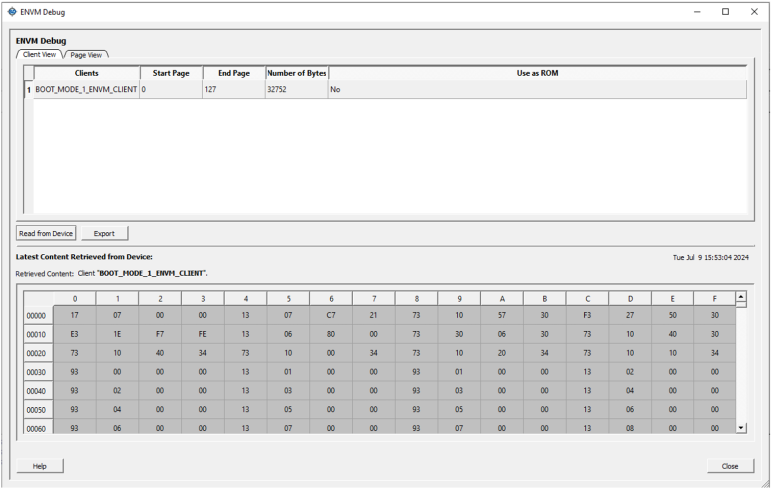 ENVM Debug
ENVM Debug
Client View Page View
Clients Start Page End Page Number of Bytes Use as ROM
1 BOOT_MODE_1_ENVM_CLIENT 0 127 32752 No
Read from Device Export
Latest Content Retrieved from Device: Tue Jul 9 15:53:04 2024
Retrieved Content: Client "BOOT_MODE_1_ENVM_CLIENT".
0 1 2 3 4 5 6 7 8 9 A B C D E F
00000 17 07 00 00 13 07 C7 21 73 10 57 30 F3 27 50 30
00010 E3 1E F7 FE 13 06 80 00 73 30 06 30 73 10 40 30
00020 73 10 40 34 73 10 00 34 73 10 20 34 73 10 10 34
00030 93 00 00 00 13 01 00 00 93 01 00 00 13 02 00 00
00040 93 02 00 00 13 03 00 00 93 03 00 00 13 04 00 00
00050 93 04 00 00 13 05 00 00 93 05 00 00 13 06 00 00
00060 93 06 00 00 13 07 00 00 93 07 00 00 13 08 00 00
Help Close